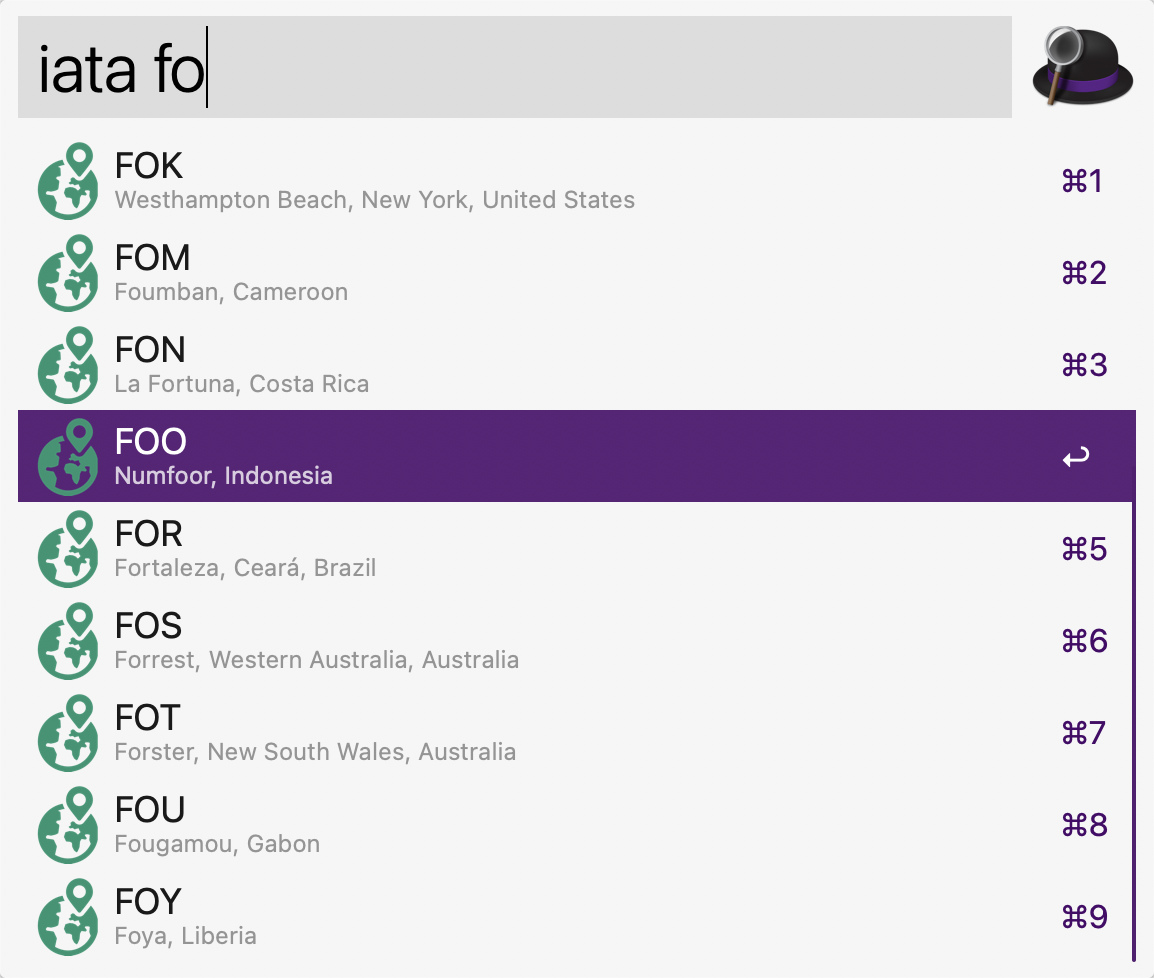 iata fo
FOK
Westhampton Beach, New York, United States
⌘1
FOM
Foumban, Cameroon
⌘2
FON
La Fortuna, Costa Rica
⌘3
FOO
Numfoor, Indonesia
FOR
Fortaleza, Ceará, Brazil
⌘5
FOS
Forrest, Western Australia, Australia
⌘6
FOT
Forster, New South Wales, Australia
⌘7
FOU
Fougamou, Gabon
⌘8
FOY
Foya, Liberia
⌘9